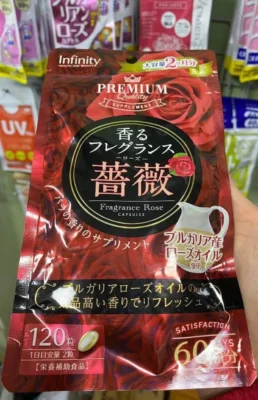 Infinity
大容量2ヶ月分
PREMIUM
Quality
SUPPLEMENT
香る
フレグランス
ローズ
薔薇
Fragrance Rose
CAPSULES
バラの香りのサプリメント
ブルガリア産
ローズオイル
ブルガリアローズオイルの
気品高い香りでリフレッシュ
120粒
1日目安量 2粒
【栄養補助食品】
SATISFACTION
60
DAYS
UV